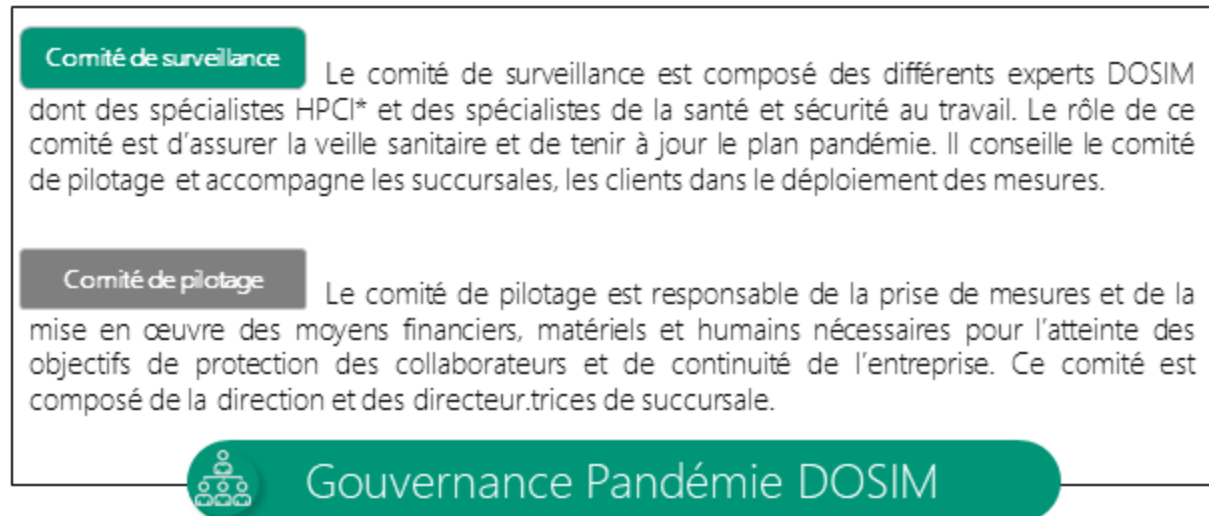 Comité de surveillance
Le comité de surveillance est composé des différents experts DOSIM
dont des spécialistes HPCI* et des spécialistes de la santé et sécurité au travail. Le rôle de ce
comité est d’assurer la veille sanitaire et de tenir à jour le plan pandémie. Il conseille le comité
de pilotage et accompagne les succursales, les clients dans le déploiement des mesures.
Comité de pilotage
Le comité de pilotage est responsable de la prise de mesures et de la
mise en œuvre des moyens financiers, matériels et humains nécessaires pour l’atteinte des
objectifs de protection des collaborateurs et de continuité de l’entreprise. Ce comité est
composé de la direction et des directeur.trices de succursale.
Gouvernance Pandémie DOSIM